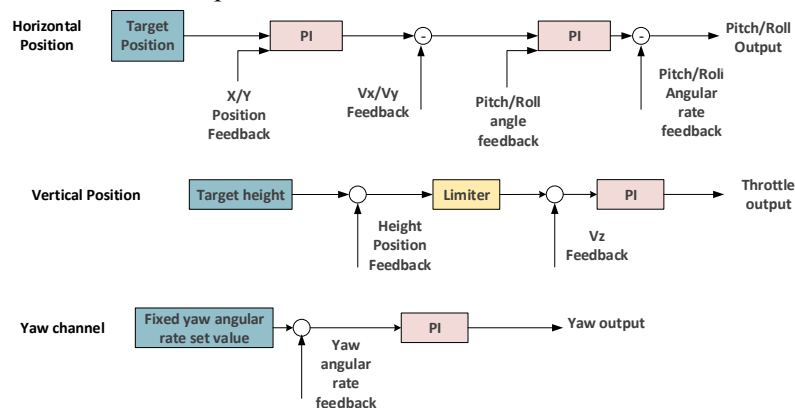 Horizontal
Position
Target
Position
PI
-
PI
-
Pitch/Roll
Output
X/Y
Position
Feedback
Vx/Vy
Feedback
Pitch/Roll
angle
feedback
Pitch/Roli
Angular
rate
feedback
Vertical Position
Target height
Limiter
PI
Throttle
output
Height
Position
Feedback
Vz
Feedback
Yaw channel
Fixed yaw angular
rate set value
PI
Yaw output
Yaw
angular
rate
feedback